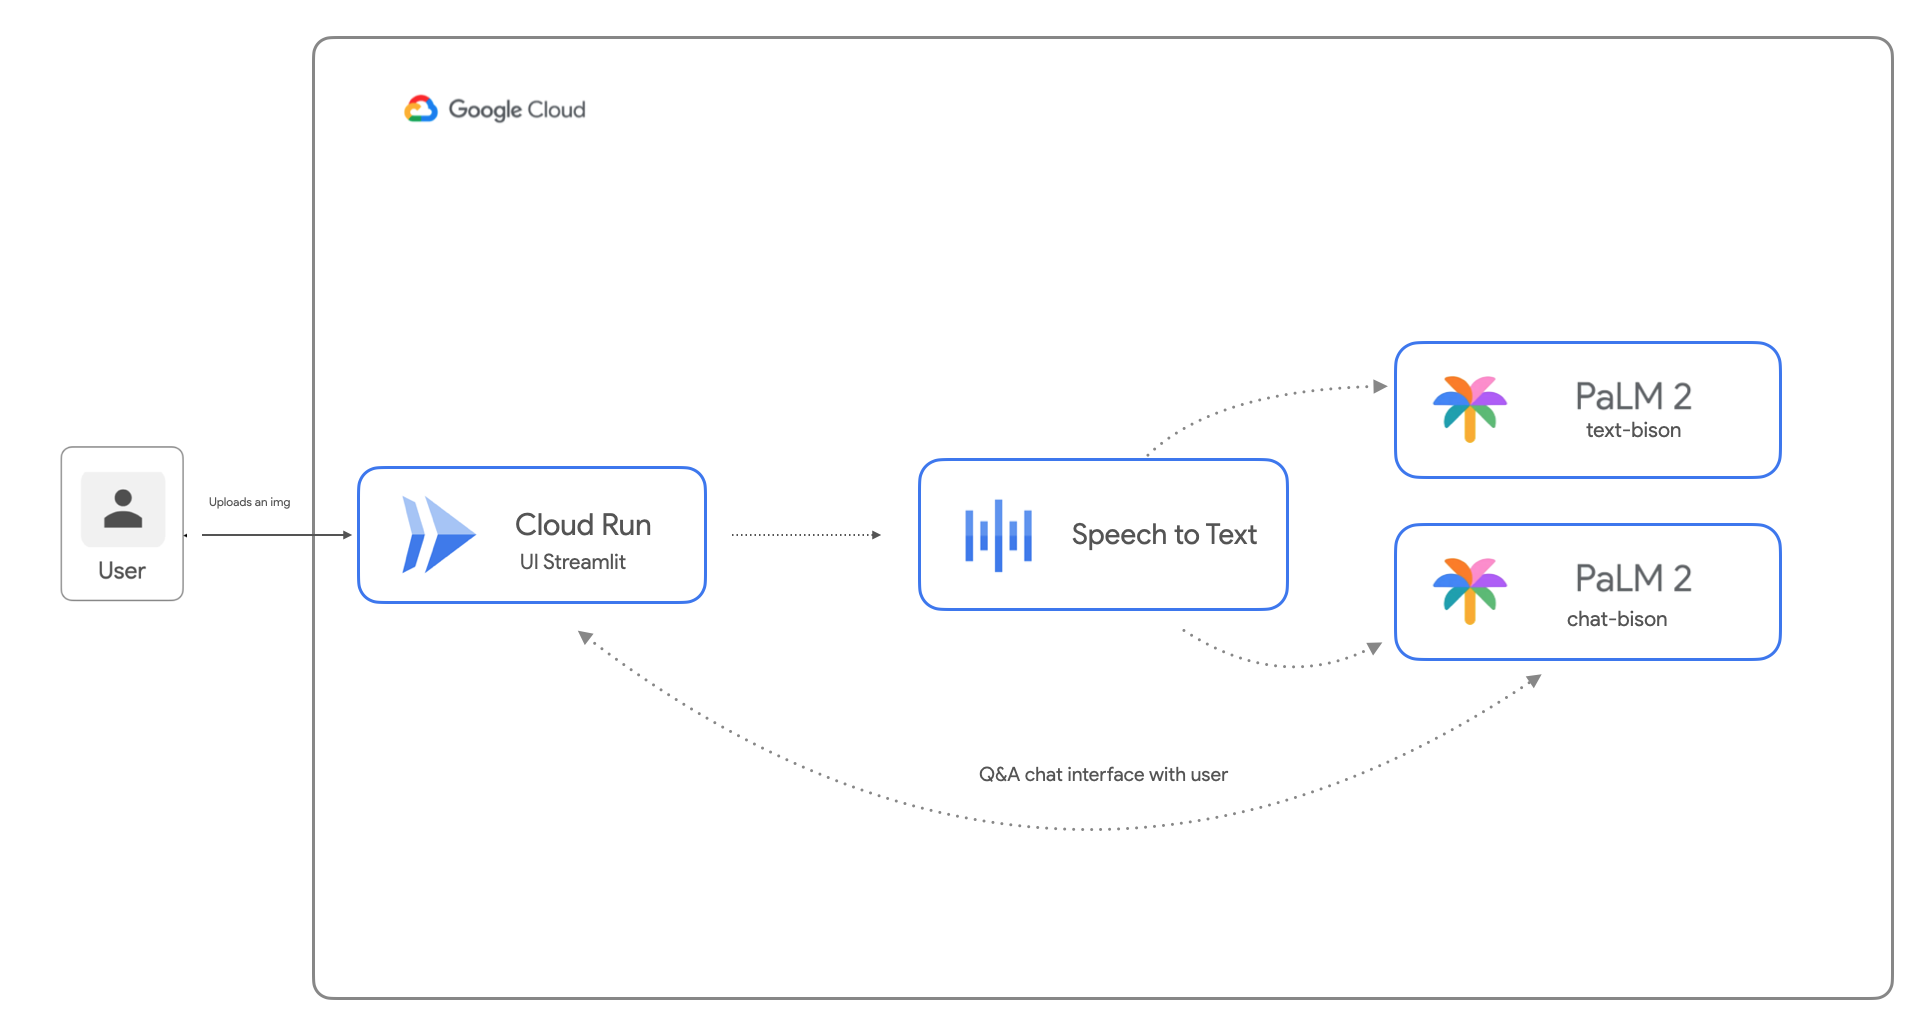 Google Cloud
Uploads an img
User
Cloud Run
UI Streamlit
Speech to Text
PaLM 2
text-bison
PaLM 2
chat-bison
Q&A chat interface with user